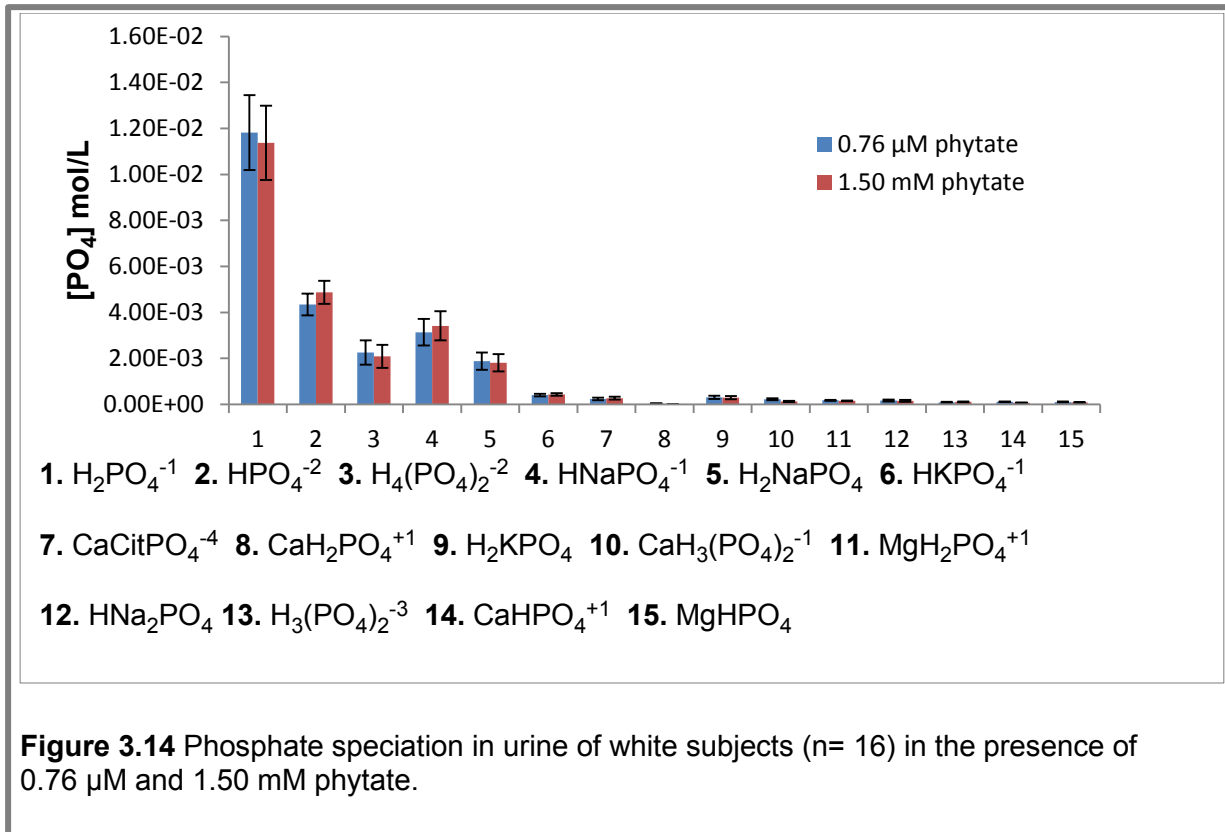 1.60E-02
1.40E-02
1.20E-02
1.00E-02
8.00E-03
6.00E-03
4.00E-03
2.00E-03
0.00E+00
[PO₄] mol/L
0.76 µM phytate
1.50 mM phytate
1 2 3 4 5 6 7 8 9 10 11 12 13 14 15
1. H₂PO₄⁻¹ 2. HPO₄⁻² 3. H₄(PO₄)₂⁻² 4. HNaPO₄⁻¹ 5. H₂NaPO₄ 6. HKPO₄⁻¹
7. CaCitPO₄⁻⁴ 8. CaH₂PO₄⁺¹ 9. H₂KPO₄ 10. CaH₃(PO₄)₂⁻¹ 11. MgH₂PO₄⁺¹
12. HNa₂PO₄ 13. H₃(PO₄)₂⁻³ 14. CaHPO₄⁺¹ 15. MgHPO₄
Figure 3.14 Phosphate speciation in urine of white subjects (n= 16) in the presence of
0.76 µM and 1.50 mM phytate.